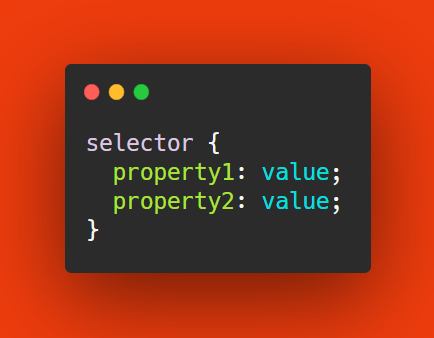 selector {
  property1: value;
  property2: value;
}